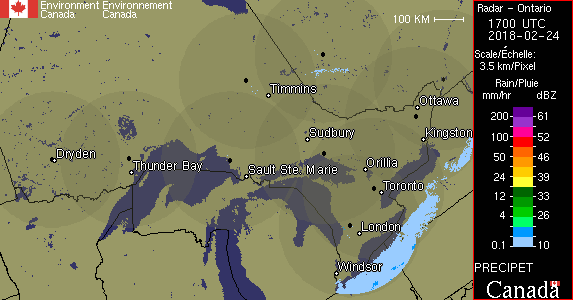 Environment Environnement
Canada Canada
100 KM
Timmins
Ottawa
Sudbury
Kingston
Dryden
Thunder Bay
Sault Ste. Marie
Orillia
Toronto
London
Windsor
Radar - Ontario
1700 UTC
2018-02-24
Scale/Échelle:
3.5 km/Pixel
Rain/Pluie
mm/hr dBZ
200 61
100 52
50 46
24 39
12 33
4 26
0.1 10
PRECIPET
Canada